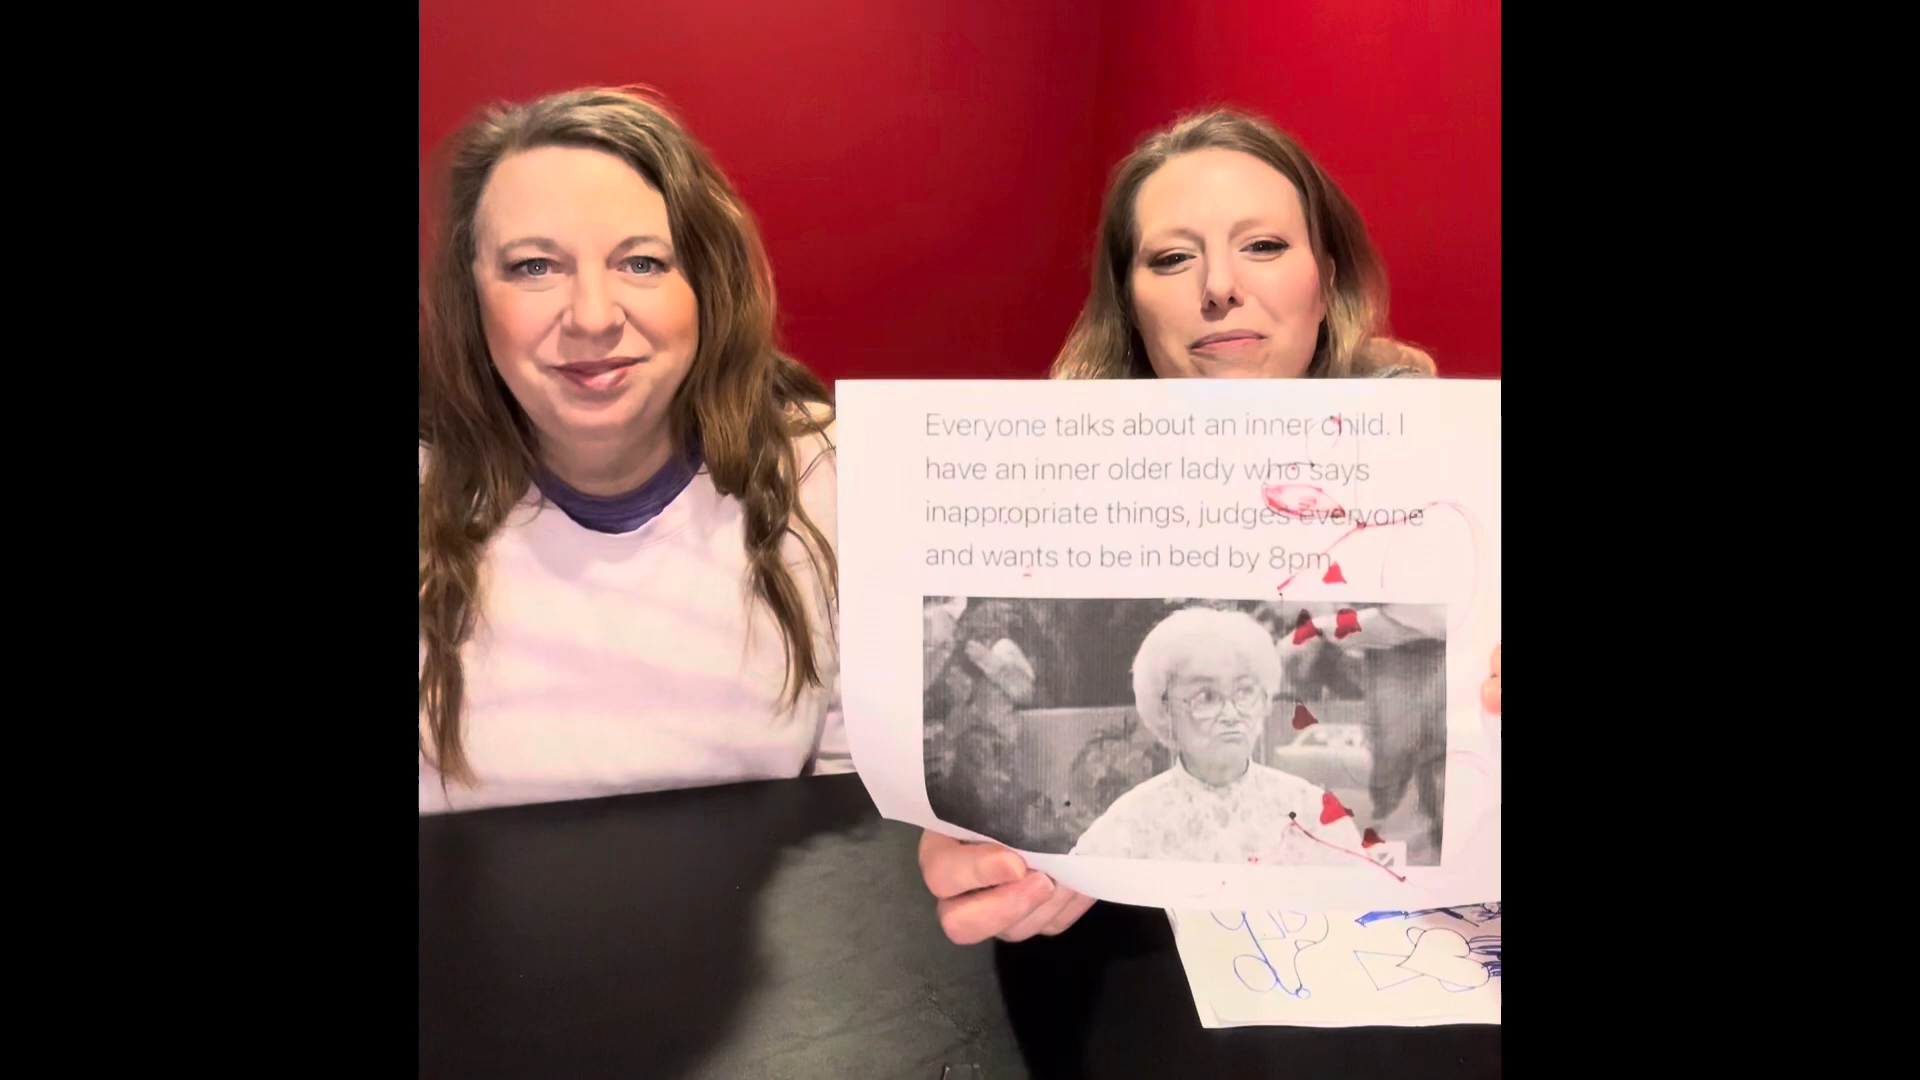 Everyone talks about an inner child. I
have an inner older lady who says
inappropriate things, judges everyone
and wants to be in bed by 8pm.